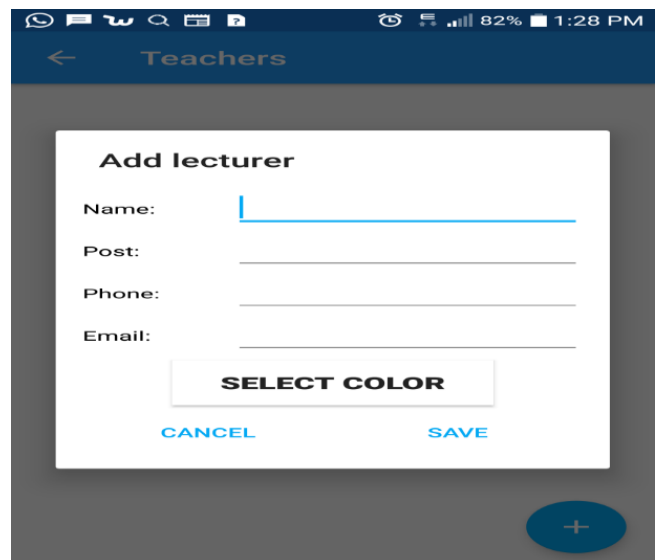 82% 1:28 PM
Teachers
Add lecturer
Name:
Post:
Phone:
Email:
SELECT COLOR
CANCEL SAVE